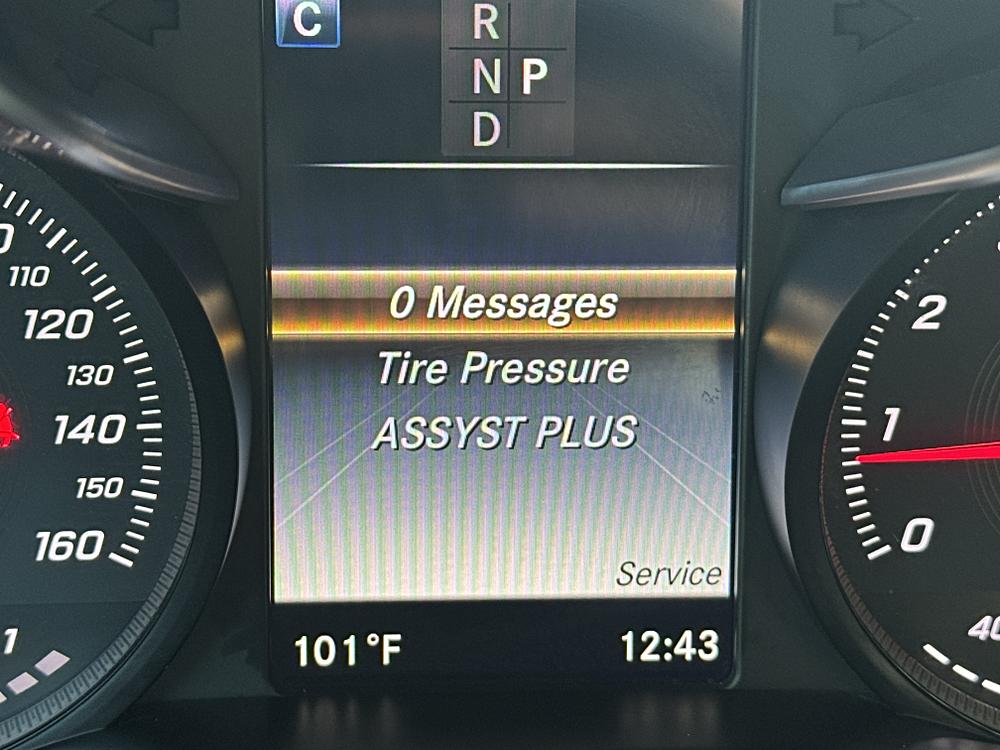 C
R
N P
D
0 Messages
Tire Pressure
ASSYST PLUS
Service
101°F
12:43
110
120
130
140
150
160
2
1
0